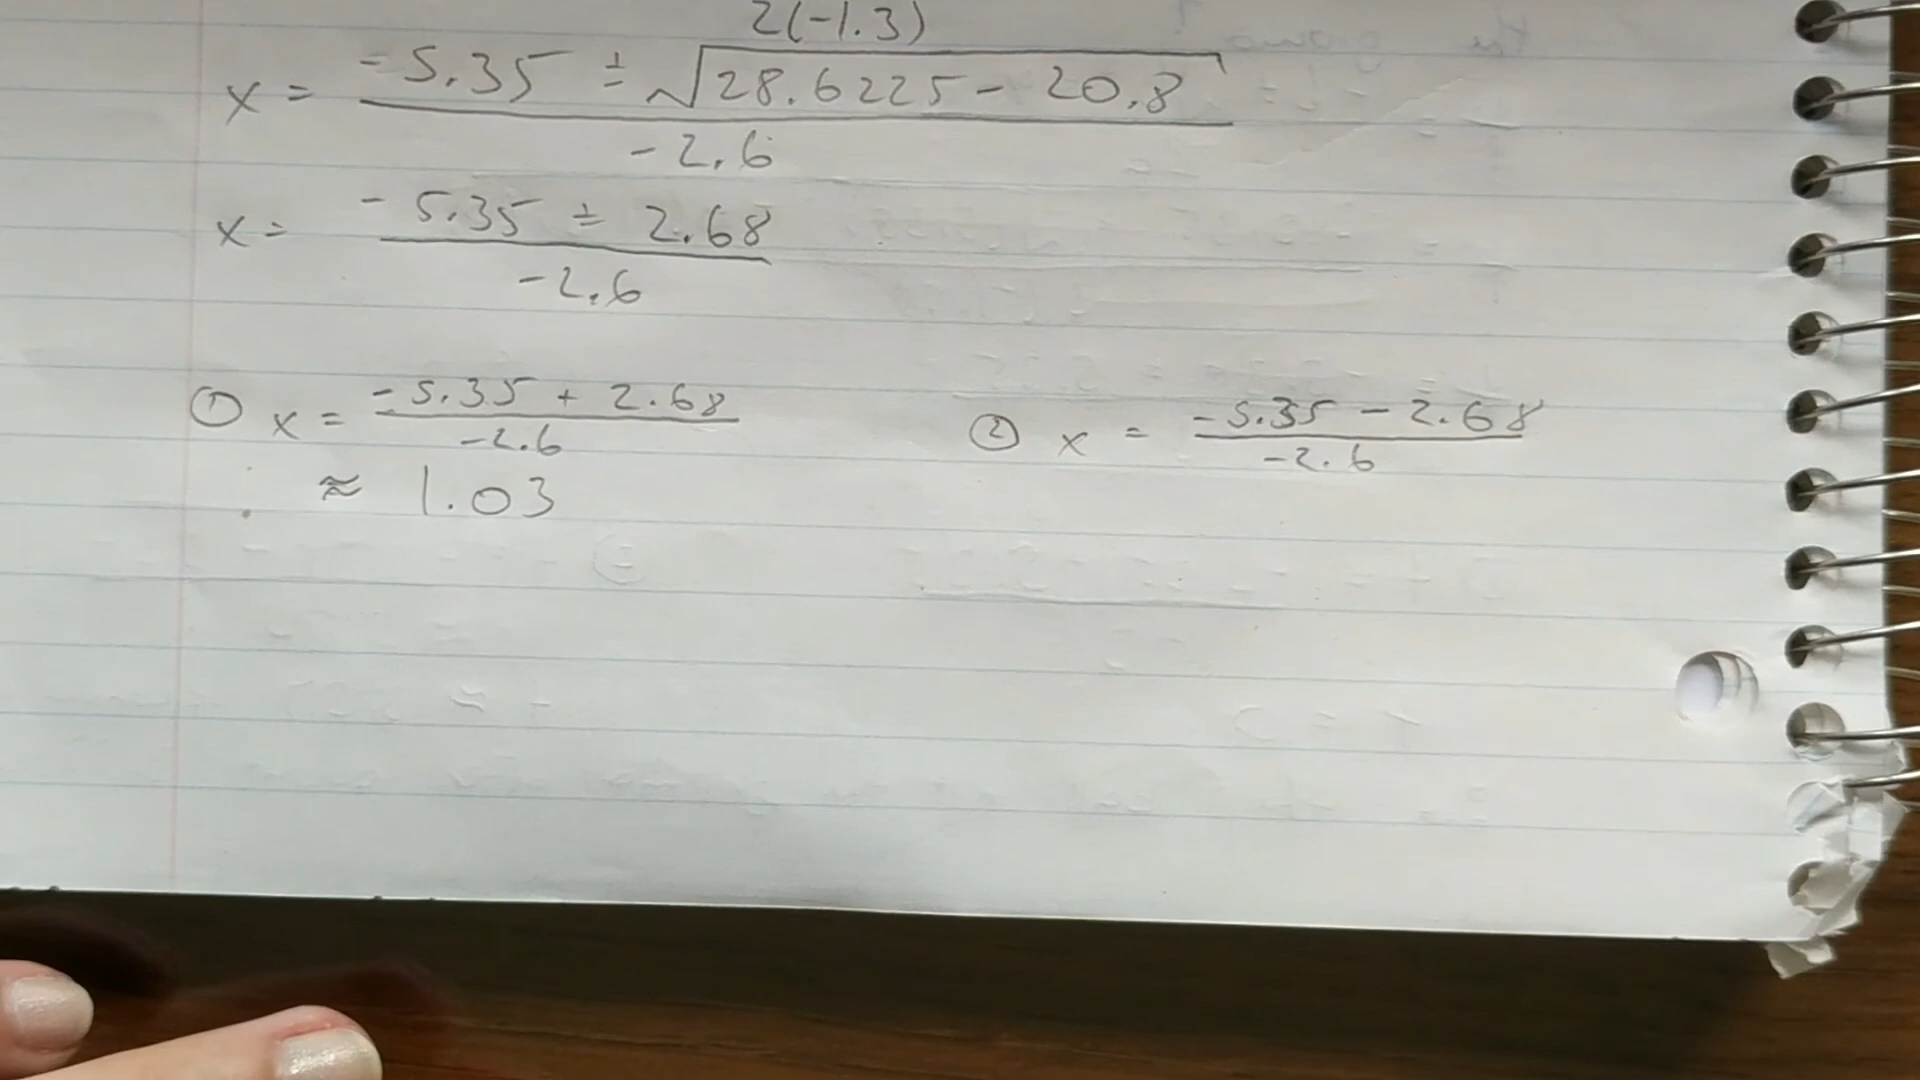 2(-1.3)
x = -5.35 ± √28.6225 - 20.8
-2.6
x = -5.35 ± 2.68
-2.6
① x = -5.35 + 2.68
-2.6
≈ 1.03
② x = -5.35 - 2.68
-2.6